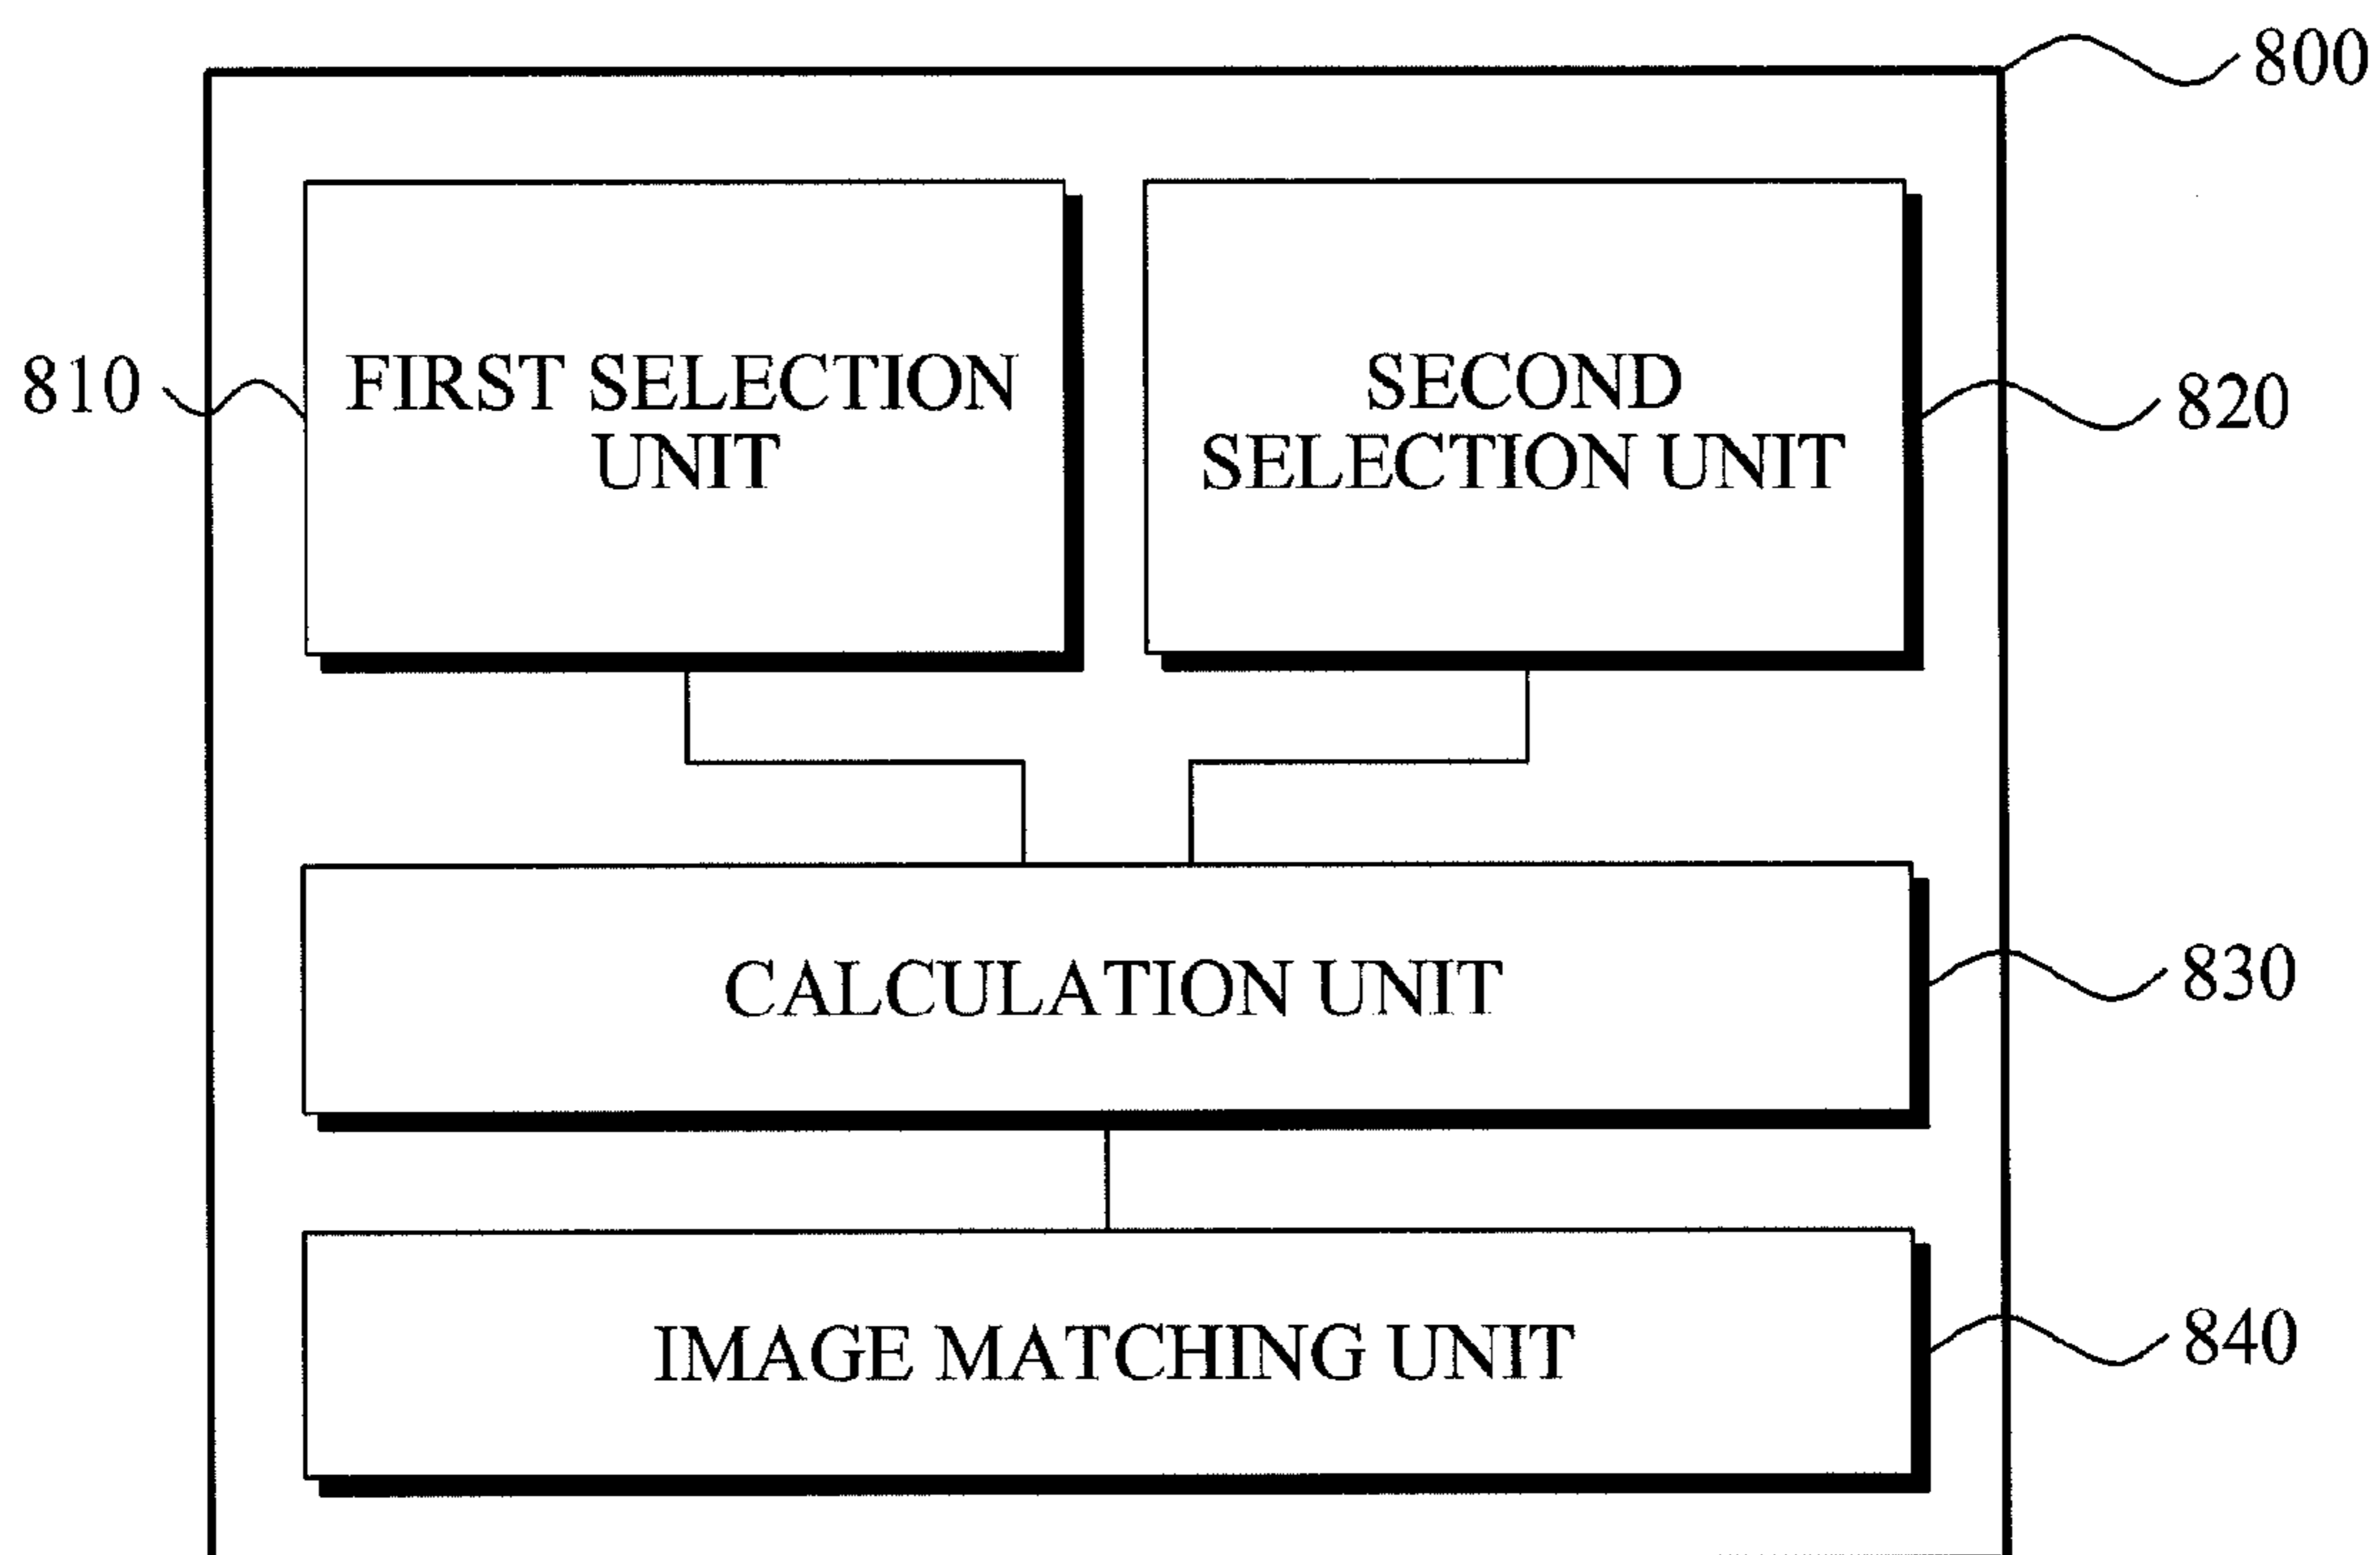 800
810
FIRST SELECTION
UNIT
SECOND
SELECTION UNIT
820
CALCULATION UNIT
830
IMAGE MATCHING UNIT
840